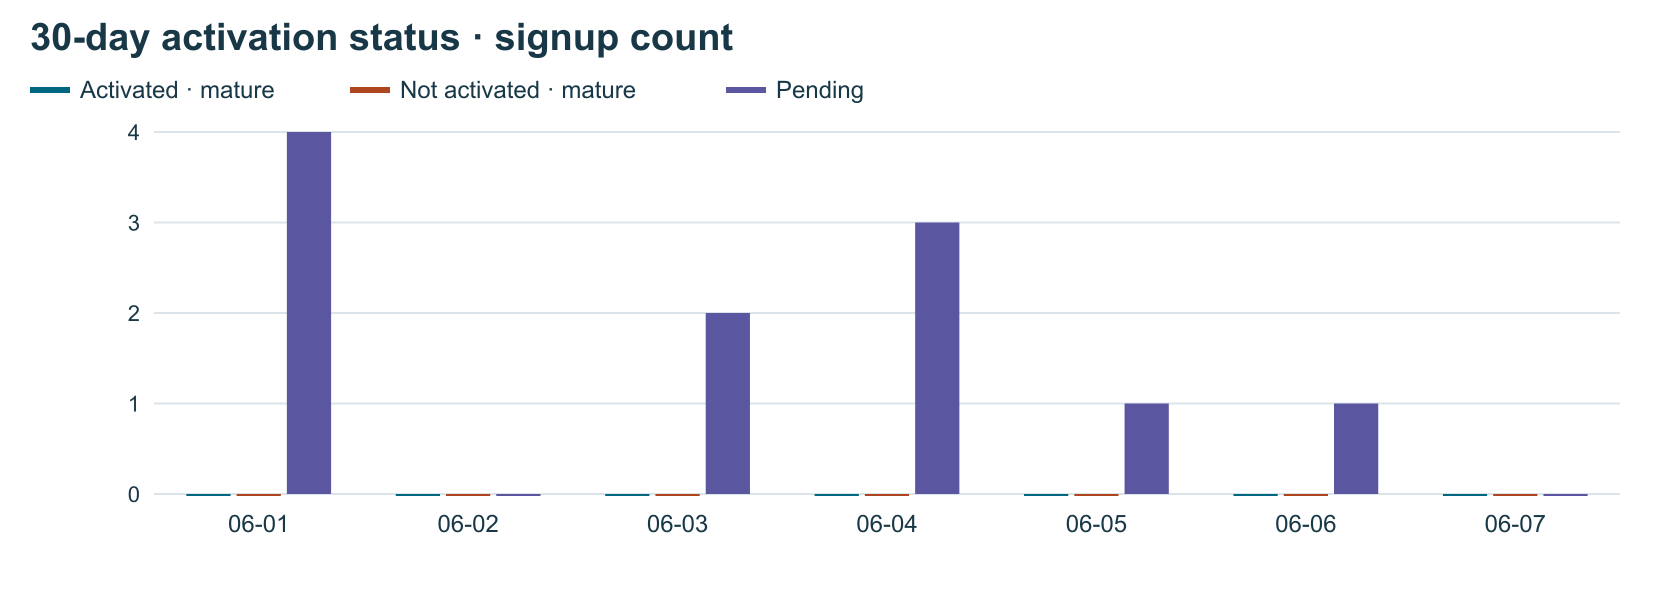 30-day activation status · signup count
Activated · mature Not activated · mature Pending
4
3
2
1
0
06-01 06-02 06-03 06-04 06-05 06-06 06-07